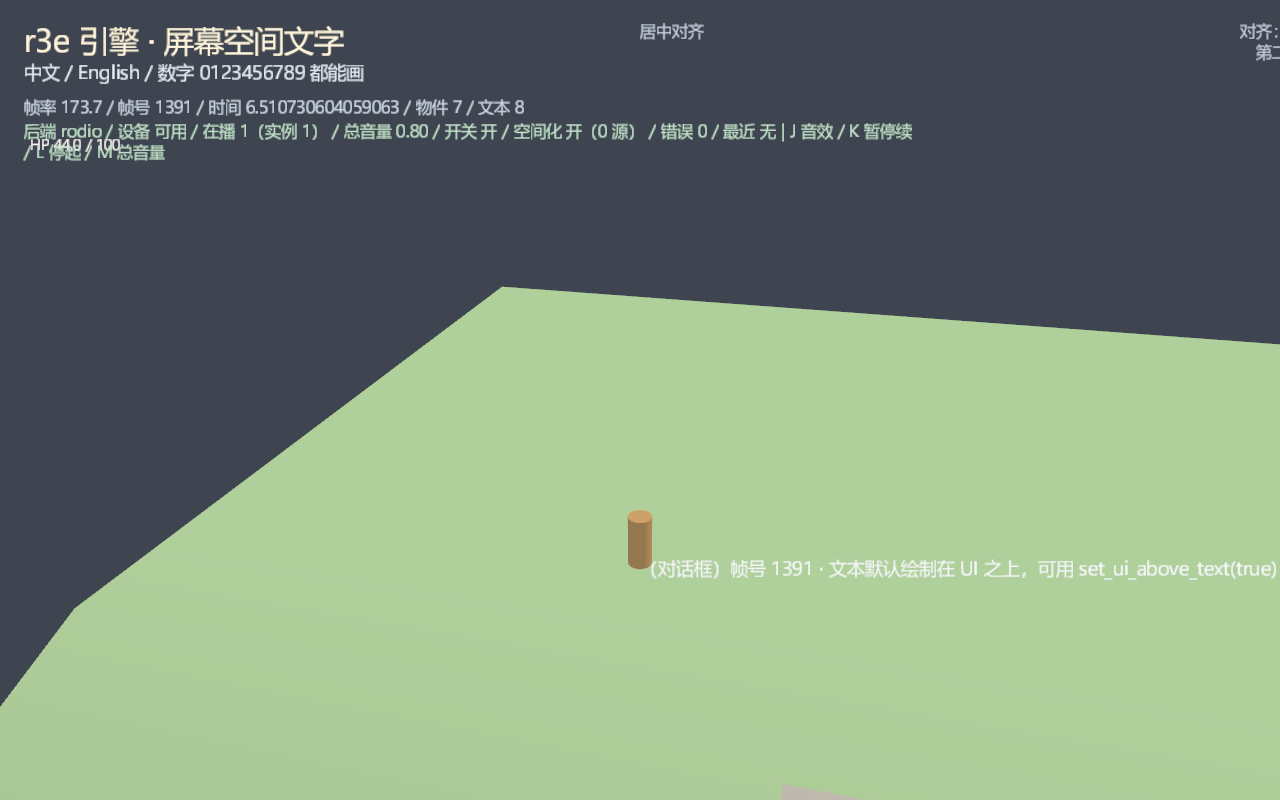 r3e 引擎 · 屏幕空间文字
居中对齐
对齐:
第二
中文 / English / 数字 0123456789 都能画
帧率 173.7 / 帧号 1391 / 时间 6.510730604059063 / 物件 7 / 文本 8
后端 rodio / 设备 可用 / 在播 1（实例 1） / 总音量 0.80 / 开关 开 / 空间化 开（0 源） / 错误 0 / 最近 无 | J 音效 / K 暂停续
HP 44.0 / 100
/ L 停起 / M 总音量
（对话框）帧号 1391 · 文本默认绘制在 UI 之上，可用 set_ui_above_text(true)